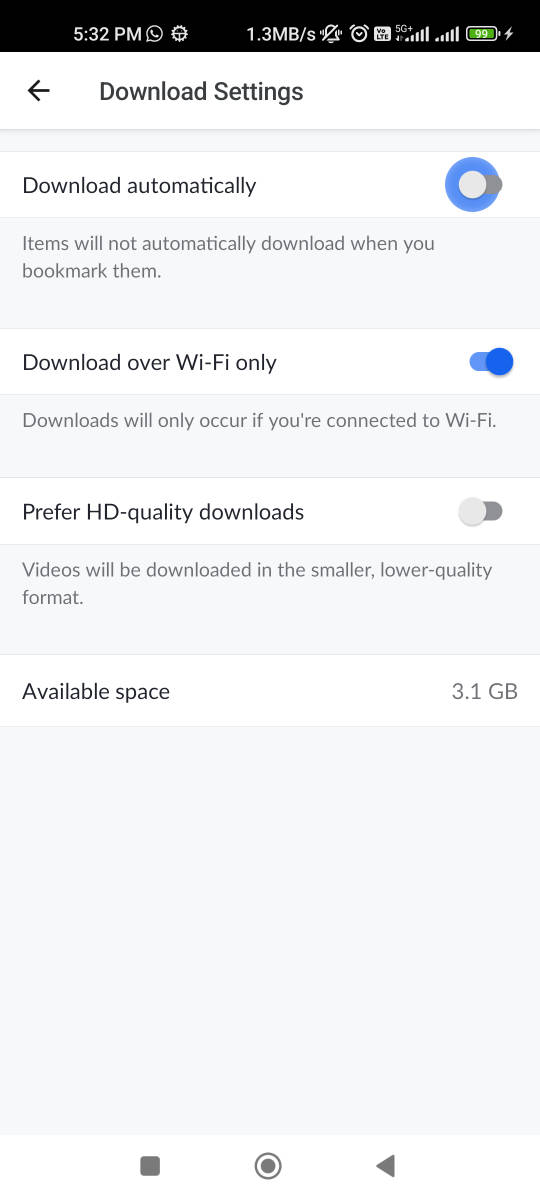 5:32 PM 1.3MB/s Vo LTE 5G+ 99
Download Settings
Download automatically
Items will not automatically download when you
bookmark them.
Download over Wi-Fi only
Downloads will only occur if you're connected to Wi-Fi.
Prefer HD-quality downloads
Videos will be downloaded in the smaller, lower-quality
format.
Available space 3.1 GB